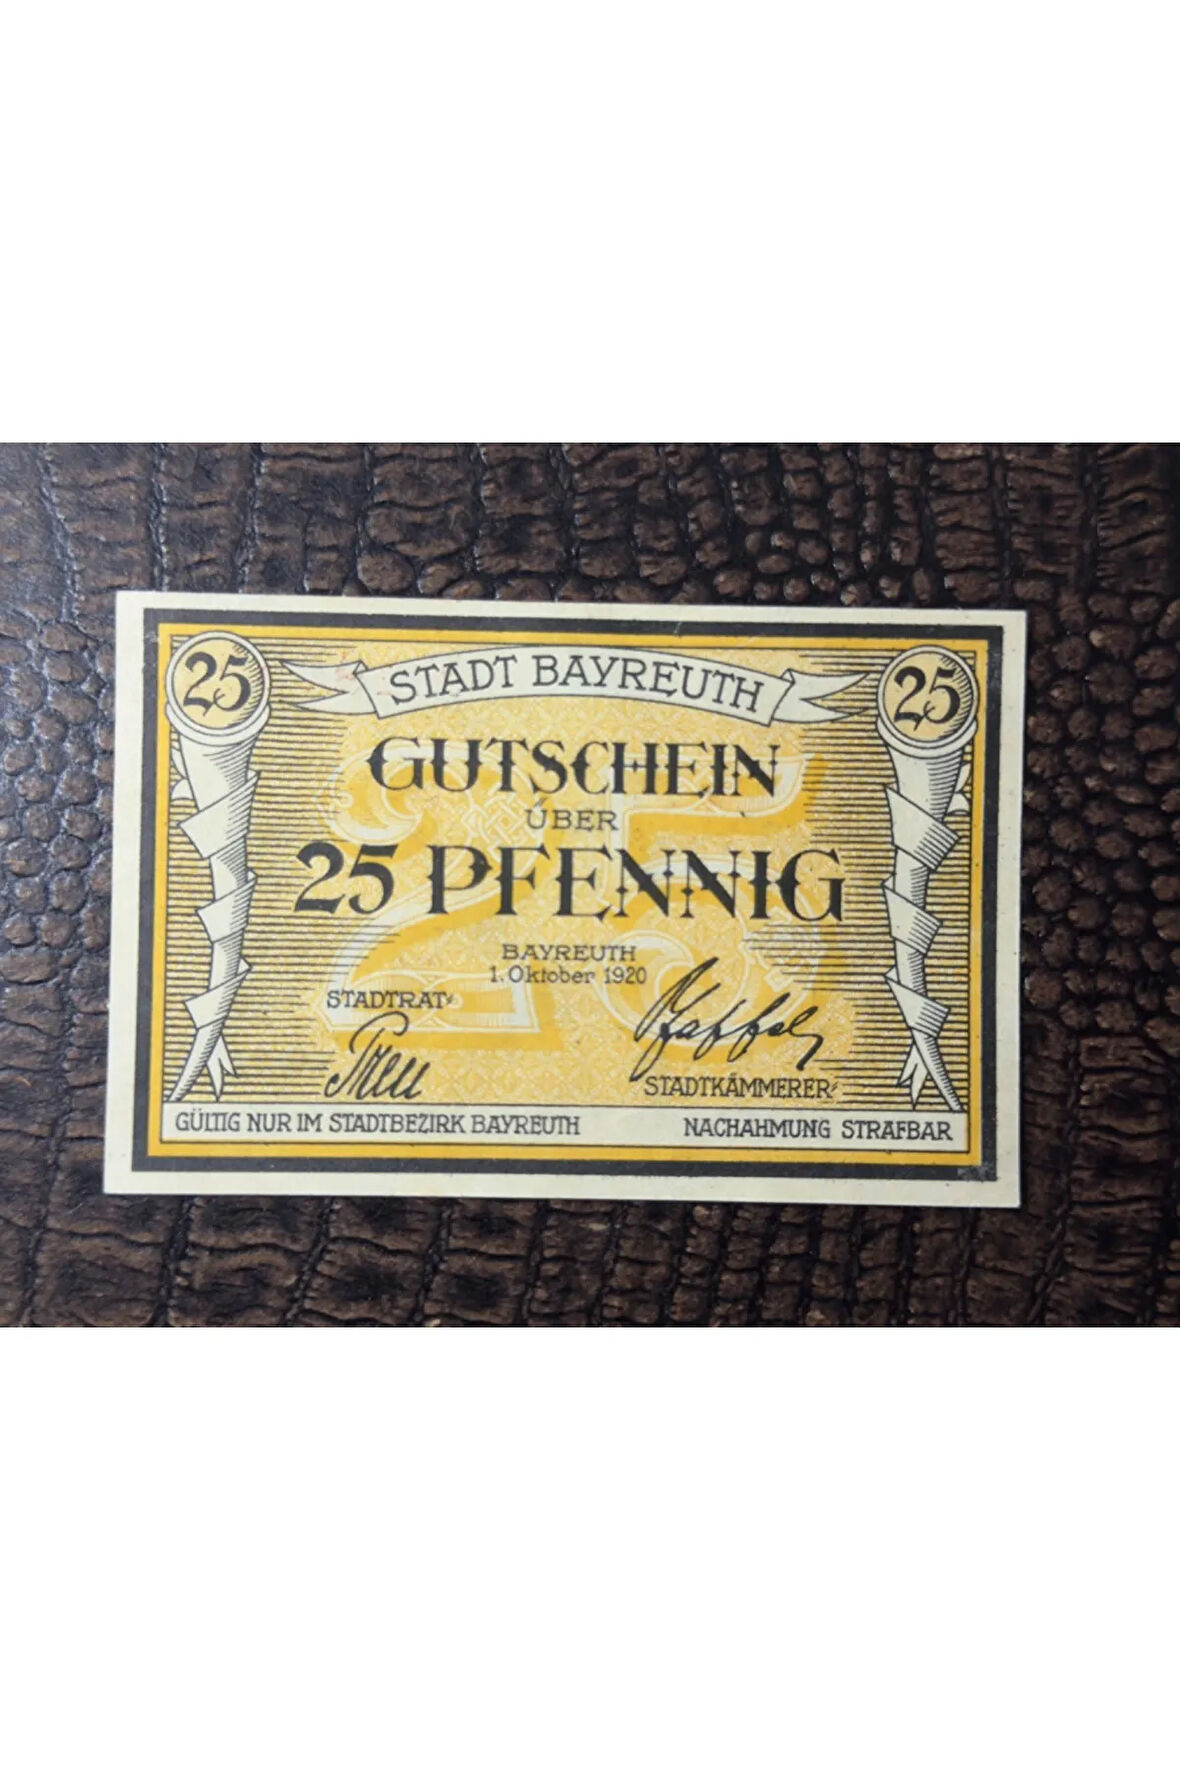 25
STADT BAYREUTH
25
GUTSCHEIN
ÜBER
25 PFENNIG
BAYREUTH
1. Oktober 1920
STADTRAT:
STADTKÄMMERER:
GÜLTIG NUR IM STADTBEZIRK BAYREUTH
NACHAHMUNG STRAFBAR
25